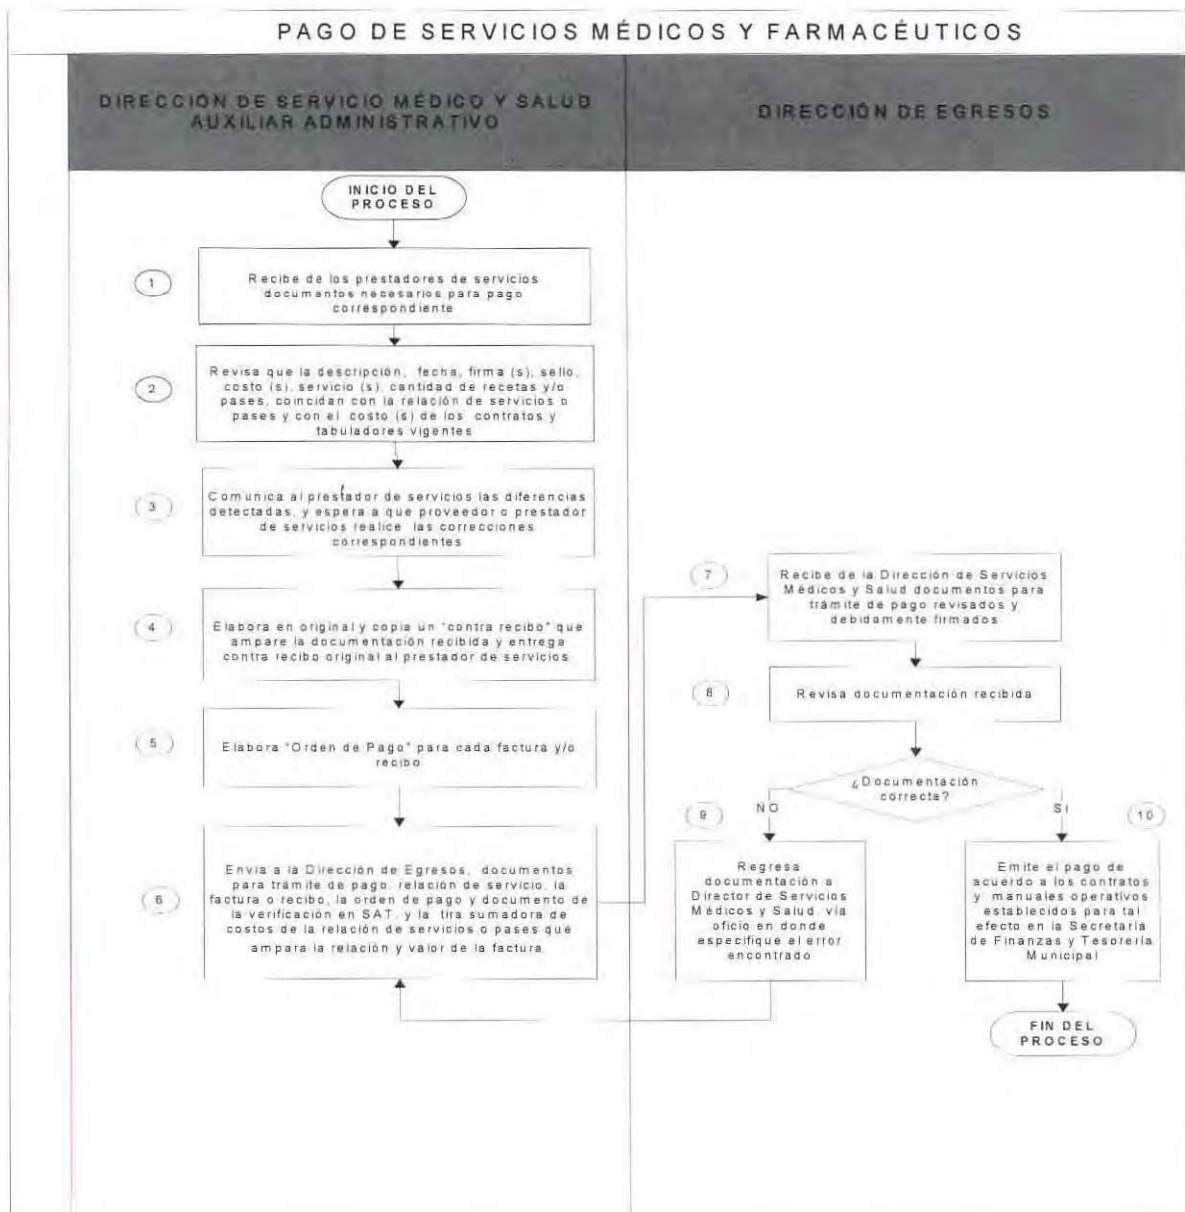 PAGO DE SERVICIOS MÉDICOS Y FARMACÉUTICOS
DIRECCIÓN DE SERVICIO MÉDICO Y SALUD
AUXILIAR ADMINISTRATIVO
DIRECCIÓN DE EGRESOS
INICIO DEL
PROCESO
1
Recibe de los prestadores de servicios
documentos necesarios para pago
correspondiente
2
Revisa que la descripción, fecha, firma (s), sello,
costo (s), servicio (s), cantidad de recetas y/o
pases, coincidan con la relación de servicios o
pases y con el costo (s) de los contratos y
tabuladores vigentes
3
Comunica al prestador de servicios las diferencias
detectadas, y espera a que proveedor o prestador
de servicios realice las correcciones
correspondientes
4
Elabora en original y copia un "contra recibo" que
ampare la documentación recibida y entrega
contra recibo original al prestador de servicios
5
Elabora "Orden de Pago" para cada factura y/o
recibo
6
Envía a la Dirección de Egresos, documentos
para trámite de pago: relación de servicio, la
factura o recibo, la orden de pago y documento de
la verificación en SAT, y la tira sumadora de
costos de la relación de servicios o pases que
ampara la relación y valor de la factura
7
Recibe de la Dirección de Servicios
Médicos y Salud documentos para
trámite de pago revisados y
debidamente firmados
8
Revisa documentación recibida
¿Documentación
correcta?
NO
SI
9
Regresa
documentación a
Director de Servicios
Médicos y Salud, vía
oficio en donde
especifique el error
encontrado
10
Emite el pago de
acuerdo a los contratos
y manuales operativos
establecidos para tal
efecto en la Secretaría
de Finanzas y Tesorería
Municipal
FIN DEL
PROCESO